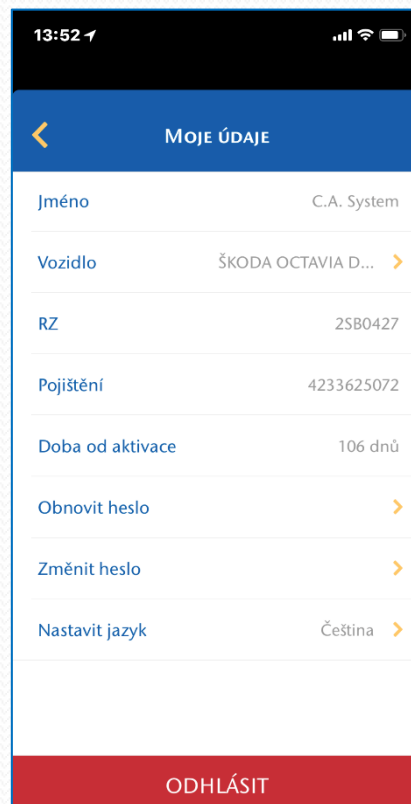 13:52
Moje údaje
Jméno C.A. System
Vozidlo ŠKODA OCTAVIA D...
RZ 2SB0427
Pojištění 4233625072
Doba od aktivace 106 dnů
Obnovit heslo
Změnit heslo
Nastavit jazyk Čeština
ODHLÁSIT